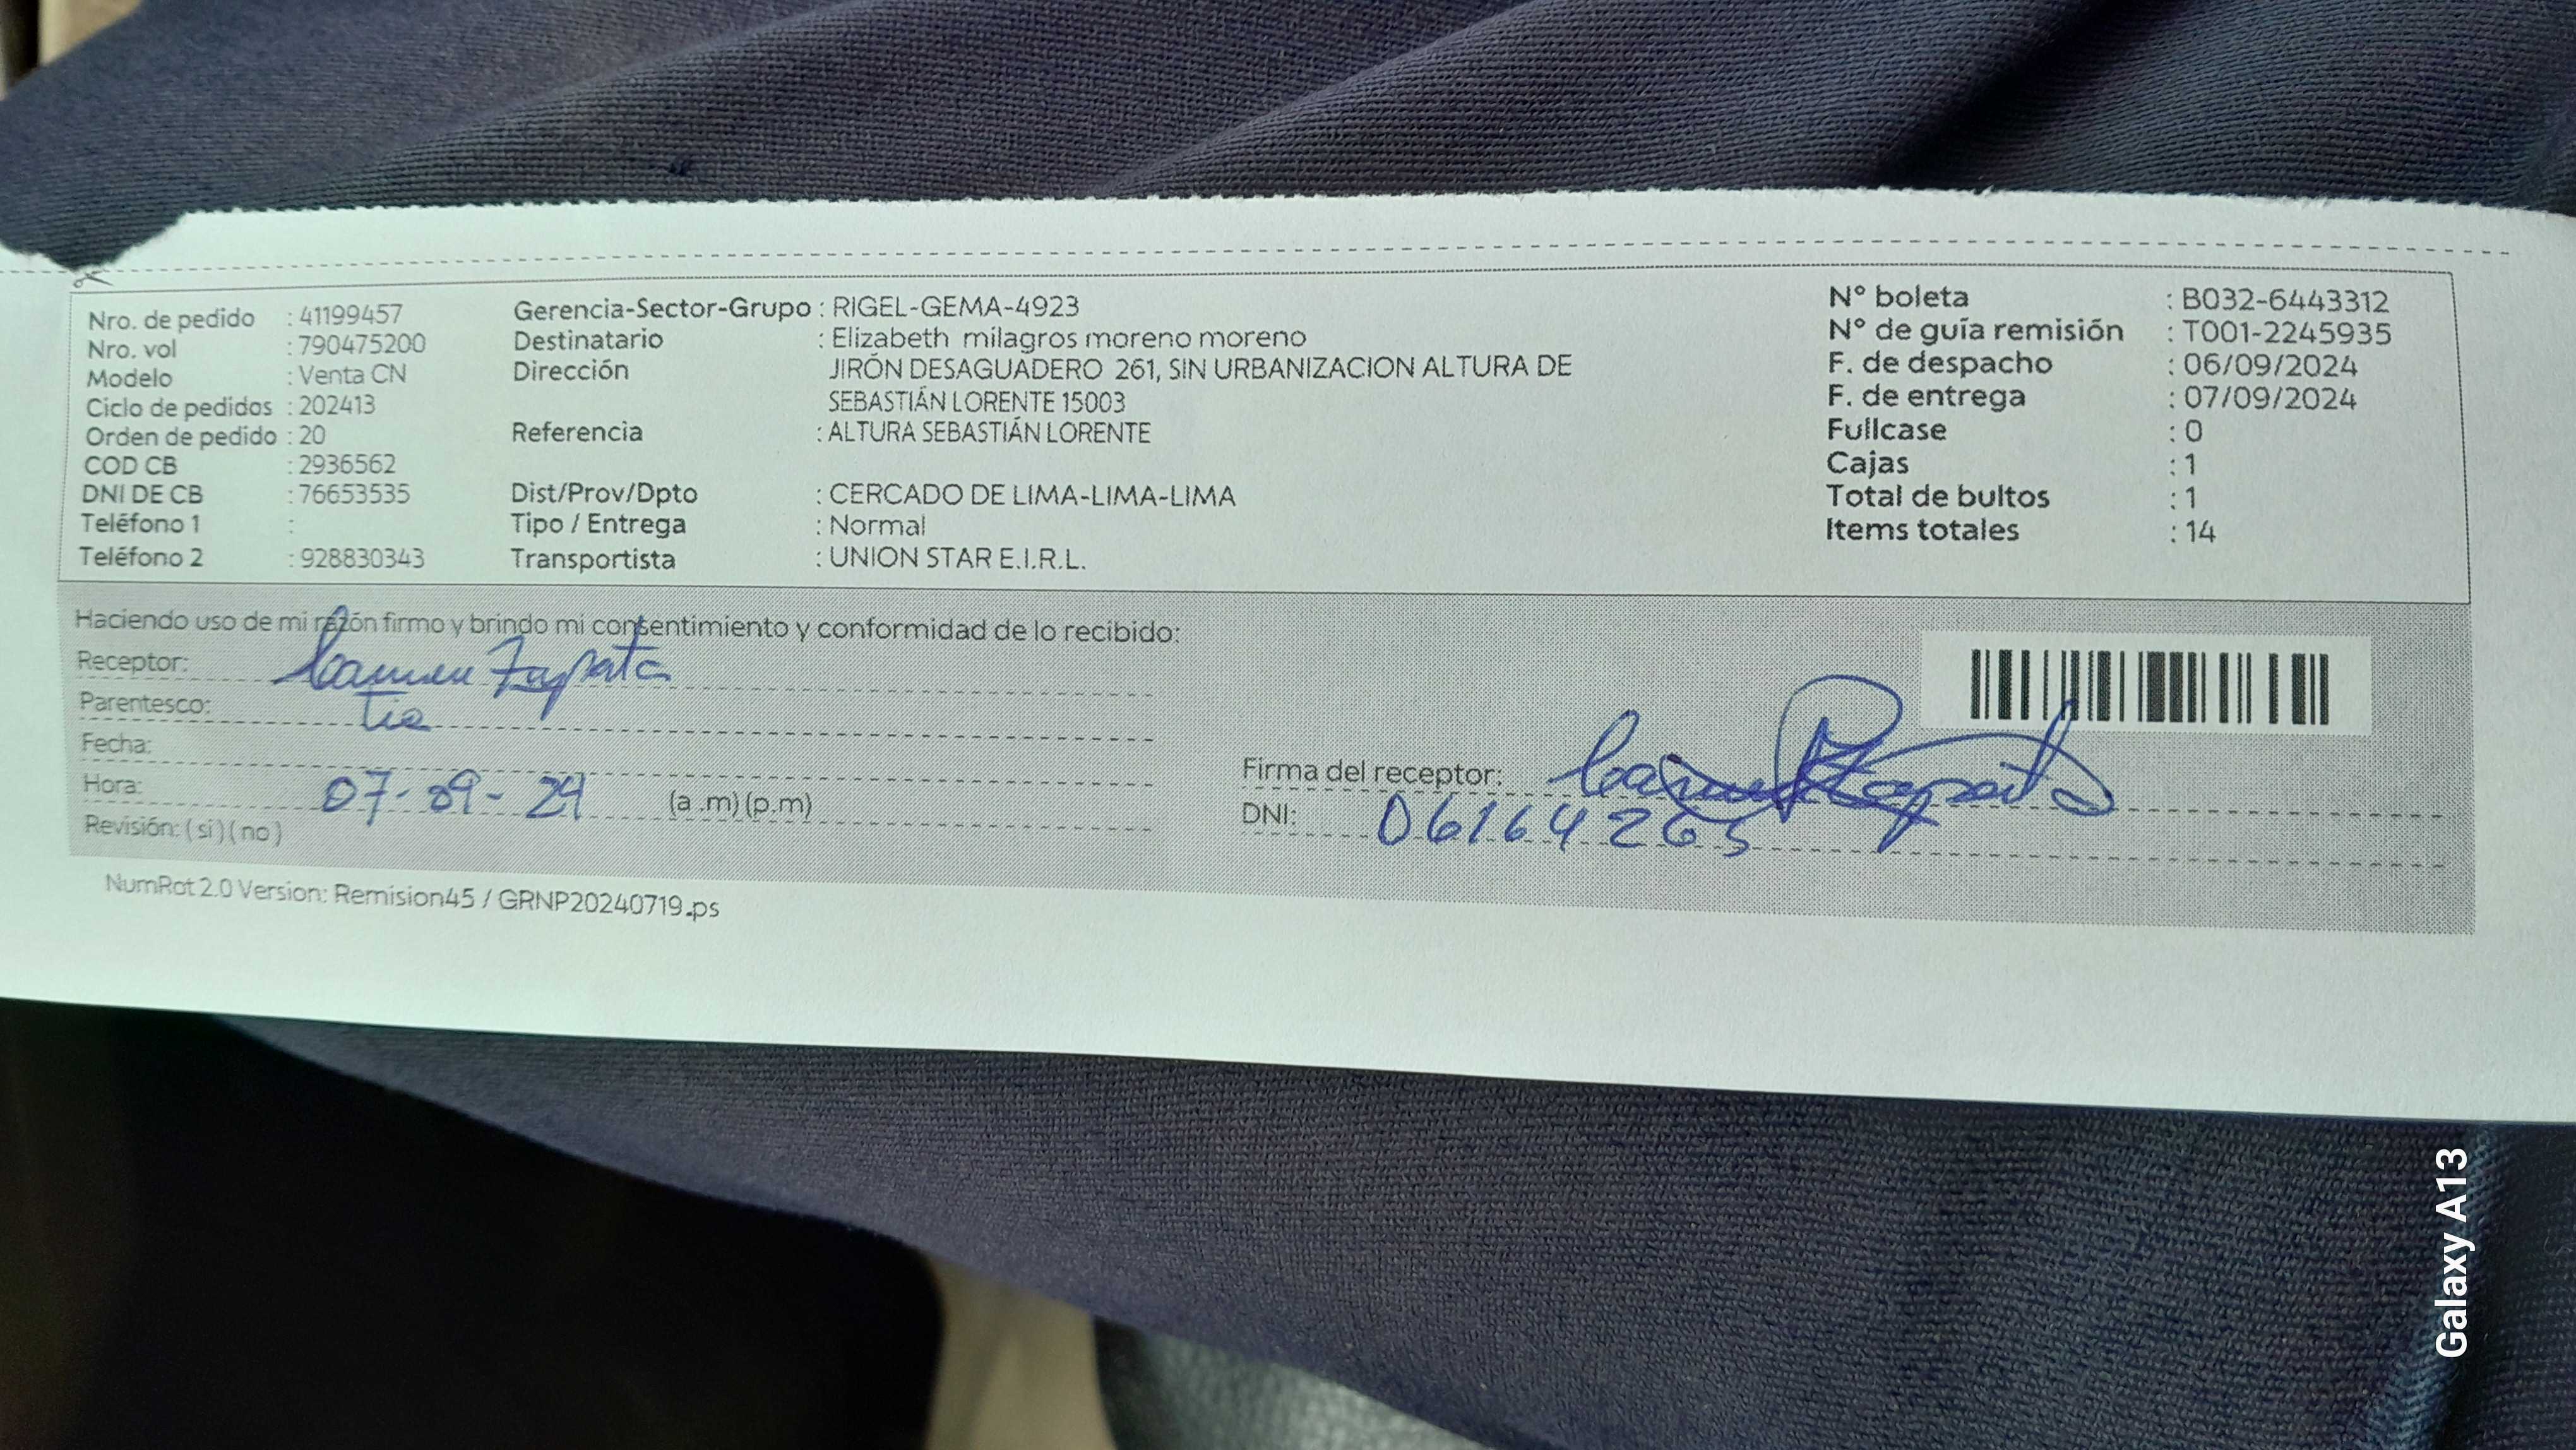 Nro. de pedido : 41199457
Nro. vol : 790475200
Modelo : Venta CN
Ciclo de pedidos : 202413
Orden de pedido : 20
COD CB : 2936562
DNI DE CB : 76653535
Teléfono 1 :
Teléfono 2 : 928830343
Gerencia-Sector-Grupo : RIGEL-GEMA-4923
Destinatario : Elizabeth milagros moreno moreno
Dirección JIRÓN DESAGUADERO 261, SIN URBANIZACION ALTURA DE
SEBASTIÁN LORENTE 15003
Referencia : ALTURA SEBASTIÁN LORENTE
Dist/Prov/Dpto : CERCADO DE LIMA-LIMA-LIMA
Tipo / Entrega : Normal
Transportista : UNION STAR E.I.R.L.
N° boleta : B032-6443312
N° de guía remisión : T001-2245935
F. de despacho : 06/09/2024
F. de entrega : 07/09/2024
Fullcase : 0
Cajas : 1
Total de bultos : 1
Items totales : 14
Haciendo uso de mi razón firmo y brindo mi consentimiento y conformidad de lo recibido:
Receptor: Carmen Zapata
Parentesco: Tia
Fecha:
Hora: 07-09-24 (a .m) (p.m)
Revisión: ( si ) ( no )
Firma del receptor: Carmen Zapata
DNI: 06164265
NumRot 2.0 Version: Remision45 / GRNP20240719.ps
Galaxy A13